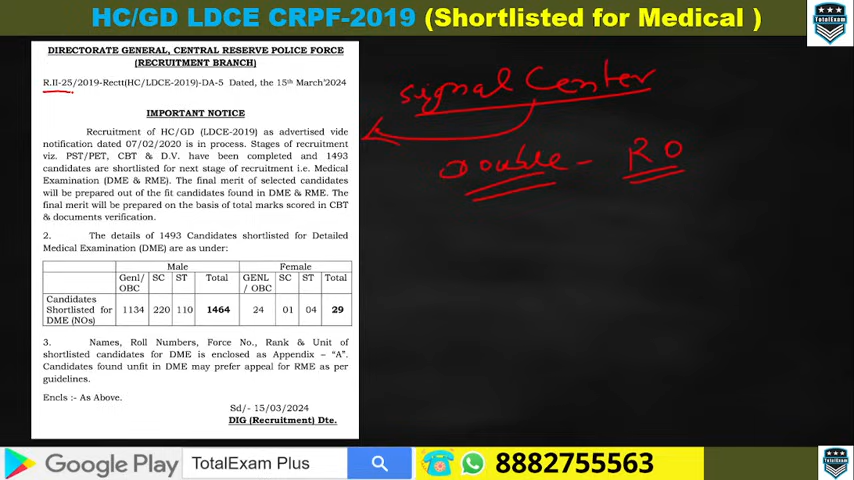 HC/GD LDCE CRPF-2019 (Shortlisted for Medical )
TotalExam
DIRECTORATE GENERAL, CENTRAL RESERVE POLICE FORCE
(RECRUITMENT BRANCH)
R.II-25/2019-Rectt(HC/LDCE-2019)-DA-5 Dated, the 15th March'2024
IMPORTANT NOTICE
Recruitment of HC/GD (LDCE-2019) as advertised vide
notification dated 07/02/2020 is in process. Stages of recruitment
viz. PST/PET, CBT & D.V. have been completed and 1493
candidates are shortlisted for next stage of recruitment i.e. Medical
Examination (DME & RME). The final merit of selected candidates
will be prepared out of the fit candidates found in DME & RME. The
final merit will be prepared on the basis of total marks scored in CBT
& documents verification.
2. The details of 1493 Candidates shortlisted for Detailed
Medical Examination (DME) are as under:
Male Female
Genl/ OBC SC ST Total GENL / OBC SC ST Total
Candidates Shortlisted for DME (NOs) 1134 220 110 1464 24 01 04 29
3. Names, Roll Numbers, Force No., Rank & Unit of
shortlisted candidates for DME is enclosed as Appendix – "A".
Candidates found unfit in DME may prefer appeal for RME as per
guidelines.
Encls :- As Above.
Sd/- 15/03/2024
DIG (Recruitment) Dte.
signal Center
Double - RO
Google Play TotalExam Plus 8882755563
TotalExam